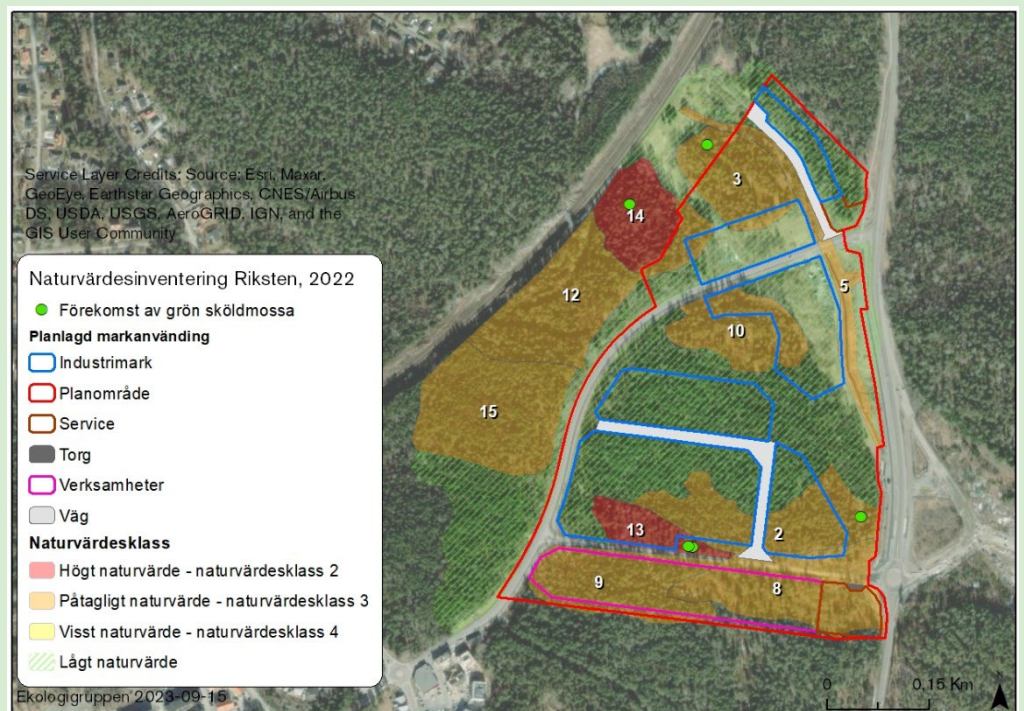 Service Layer Credits: Source: Esri, Maxar,
GeoEye, Earthstar Geographics, CNES/Airbus
DS, USDA, USGS, AeroGRID, IGN, and the
GIS User Community
Naturvärdesinventering Riksten, 2022
Förekomst av grön sköldmossa
Planlagd markanvänding
Industrimark
Planområde
Service
Torg
Verksamheter
Väg
Naturvärdesklass
Högt naturvärde - naturvärdesklass 2
Påtagligt naturvärde - naturvärdesklass 3
Visst naturvärde - naturvärdesklass 4
Lågt naturvärde
Ekologigruppen 2023-09-15
3
14
5
12
10
15
13
2
9
8
0 0,15 Km